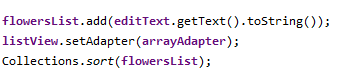 flowersList.add(editText.getText().toString());
listView.setAdapter(arrayAdapter);
Collections.sort(flowersList);